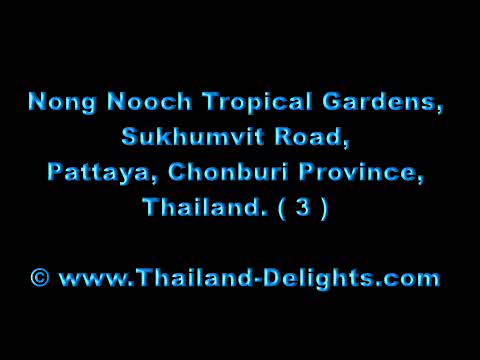 Nong Nooch Tropical Gardens,
Sukhumvit Road,
Pattaya, Chonburi Province,
Thailand. ( 3 )
© www.Thailand-Delights.com